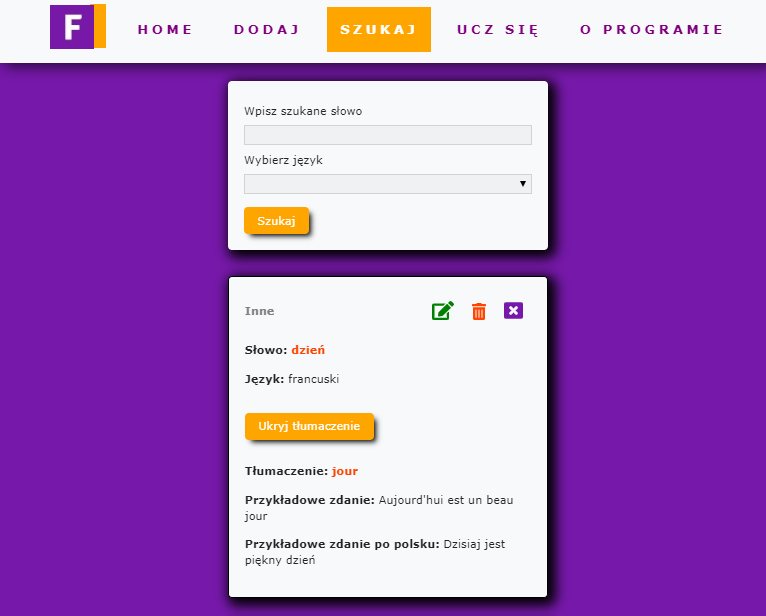 F HOME DODAJ SZUKAJ UCZ SIĘ O PROGRAMIE
Wpisz szukane słowo
Wybierz język
Szukaj
Inne
Słowo: dzień
Język: francuski
Ukryj tłumaczenie
Tłumaczenie: jour
Przykładowe zdanie: Aujourd'hui est un beau
jour
Przykładowe zdanie po polsku: Dzisiaj jest
piękny dzień